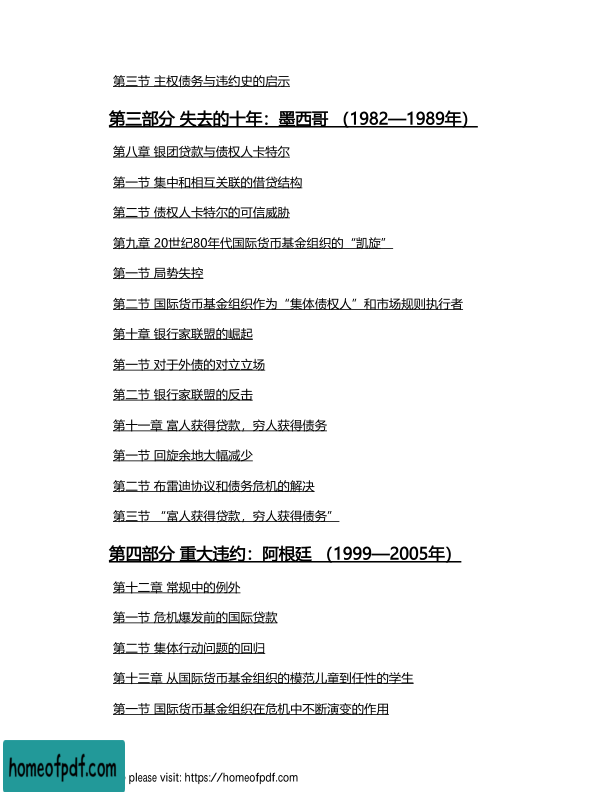 第三节 主权债务与违约史的启示
第三部分 失去的十年：墨西哥 （1982—1989年）
第八章 银团贷款与债权人卡特尔
第一节 集中和相互关联的借贷结构
第二节 债权人卡特尔的可信威胁
第九章 20世纪80年代国际货币基金组织的“凯旋”
第一节 局势失控
第二节 国际货币基金组织作为“集体债权人”和市场规则执行者
第十章 银行家联盟的崛起
第一节 对于外债的对立立场
第二节 银行家联盟的反击
第十一章 富人获得贷款，穷人获得债务
第一节 回旋余地大幅减少
第二节 布雷迪协议和债务危机的解决
第三节 “富人获得贷款，穷人获得债务”
第四部分 重大违约：阿根廷 （1999—2005年）
第十二章 常规中的例外
第一节 危机爆发前的国际贷款
第二节 集体行动问题的回归
第十三章 从国际货币基金组织的模范儿童到任性的学生
第一节 国际货币基金组织在危机中不断演变的作用
homeofpdf.com
please visit: https://homeofpdf.com